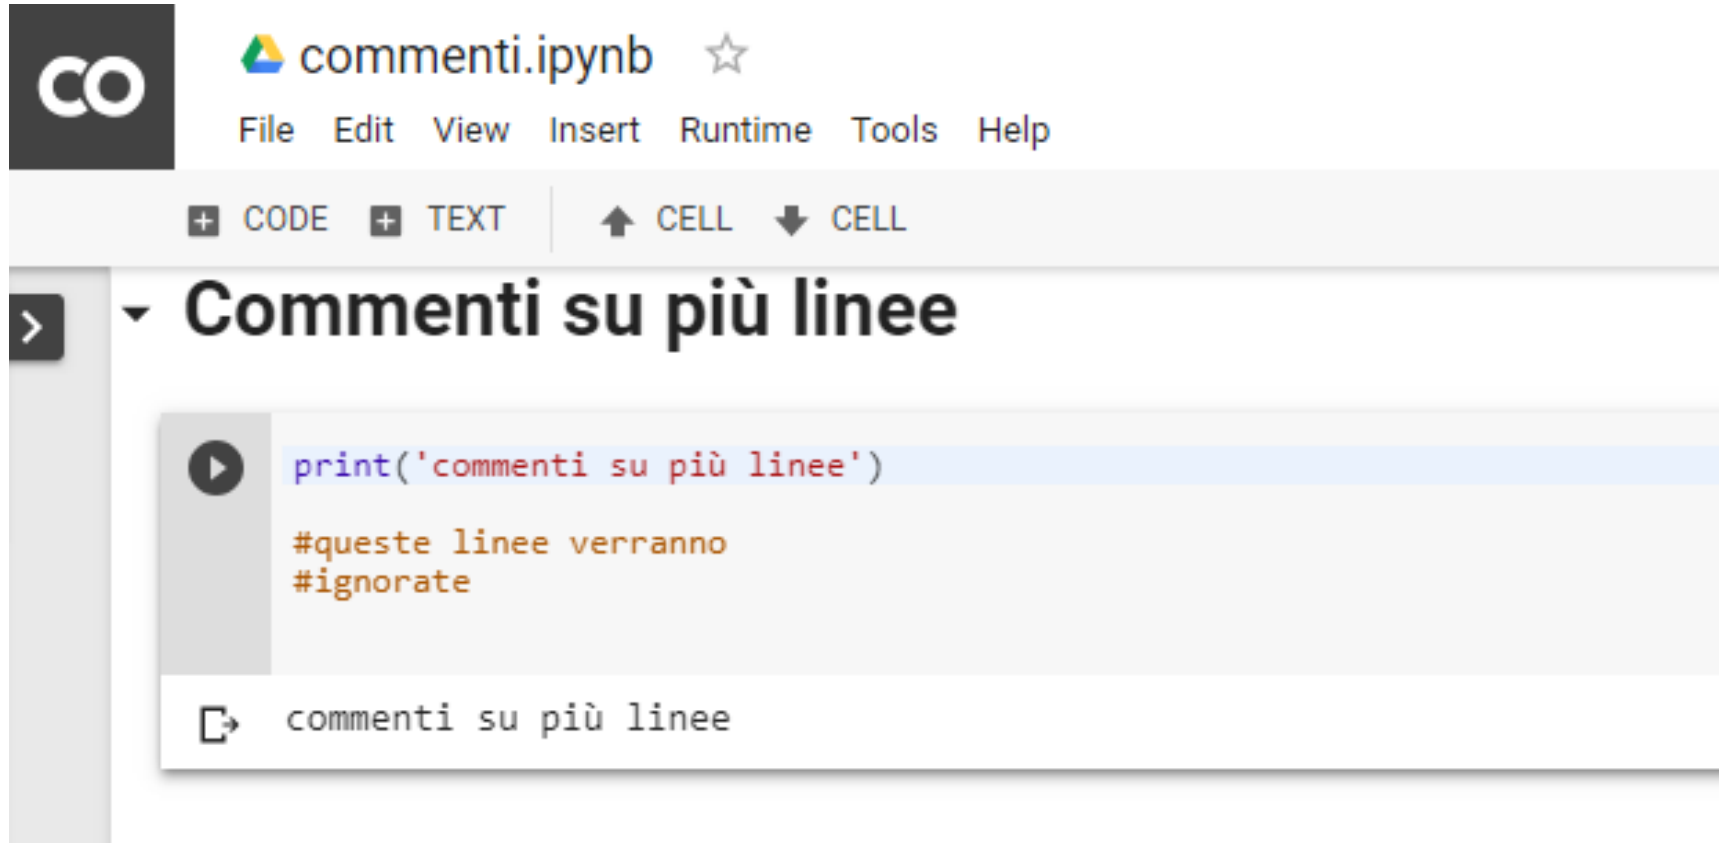 CO
commenti.ipynb
File Edit View Insert Runtime Tools Help
CODE TEXT CELL CELL
Commenti su più linee
print('commenti su più linee')
#queste linee verranno
#ignorate
commenti su più linee